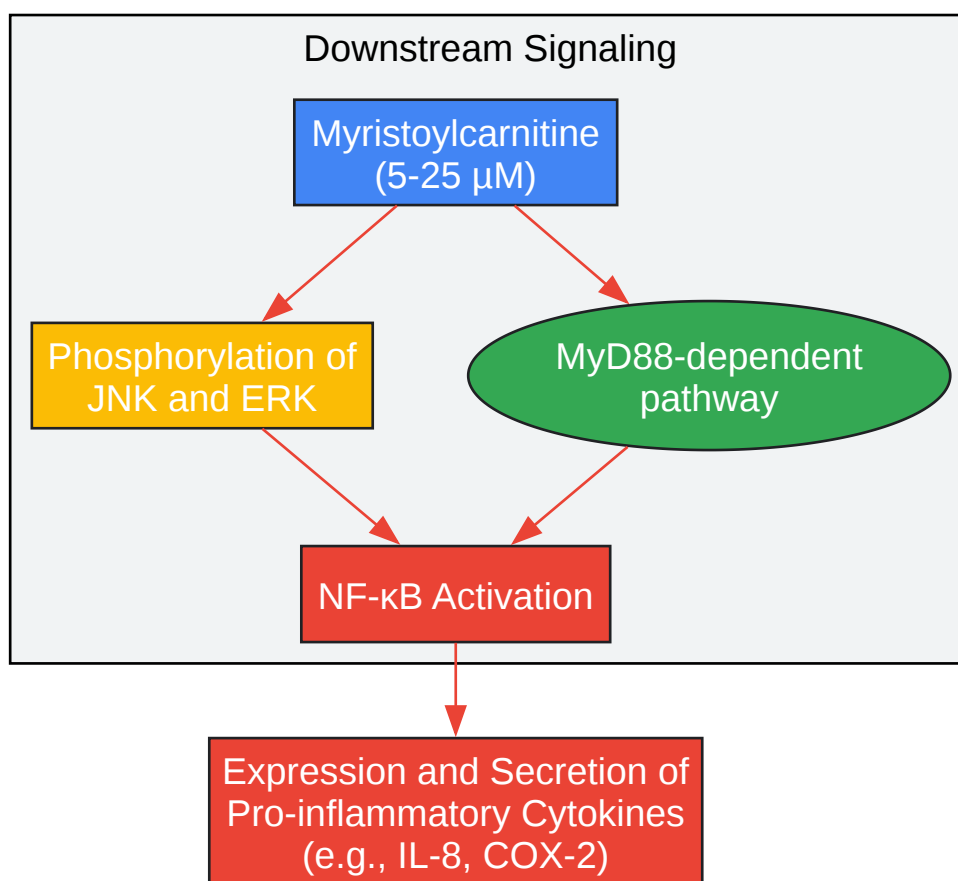 Downstream Signaling
Myristoylcarnitine
(5-25 µM)
Phosphorylation of
JNK and ERK
MyD88-dependent
pathway
NF-κB Activation
Expression and Secretion of
Pro-inflammatory Cytokines
(e.g., IL-8, COX-2)